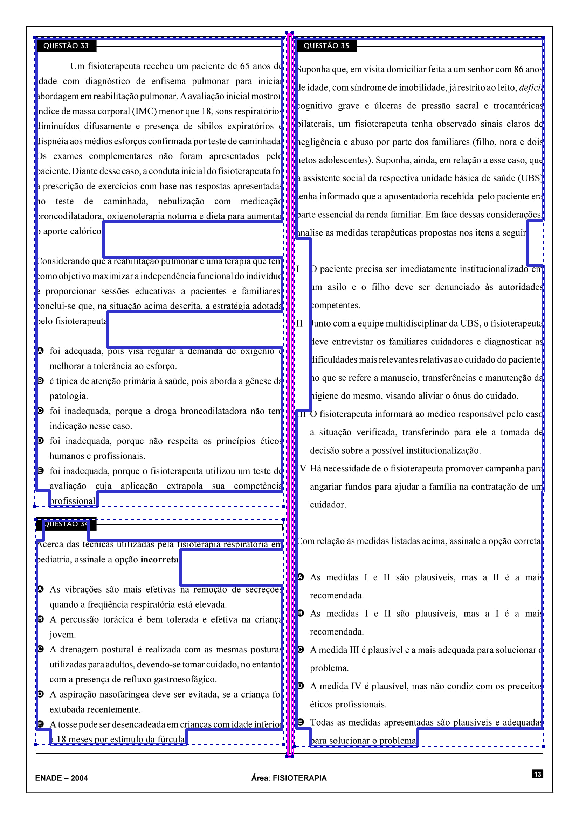 QUESTÃO 33
Um fisioterapeuta recebeu um paciente de 65 anos de
idade com diagnóstico de enfisema pulmonar para iniciar
abordagem em reabilitação pulmonar. A avaliação inicial mostrou
índice de massa corporal (IMC) menor que 18, sons respiratórios
diminuídos difusamente e presença de sibilos expiratórios e
dispnéia aos médios esforços confirmada por teste de caminhada.
Os exames complementares não foram apresentados pelo
paciente. Diante desse caso, a conduta inicial do fisioterapeuta foi
a prescrição de exercícios com base nas respostas apresentadas
no teste de caminhada, nebulização com medicação
broncodilatadora, oxigenoterapia noturna e dieta para aumentar
o aporte calórico.
Considerando que a reabilitação pulmonar é uma terapia que tem
como objetivo maximizar a independência funcional do indivíduo
e proporcionar sessões educativas a pacientes e familiares,
conclui-se que, na situação acima descrita, a estratégia adotada
pelo fisioterapeuta
A foi adequada, pois visa regular a demanda de oxigênio e
melhorar a tolerância ao esforço.
B é típica de atenção primária à saúde, pois aborda a gênese da
patologia.
C foi inadequada, porque a droga broncodilatadora não tem
indicação nesse caso.
D foi inadequada, porque não respeita os princípios éticos
humanos e profissionais.
E foi inadequada, porque o fisioterapeuta utilizou um teste de
avaliação cuja aplicação extrapola sua competência
profissional.
QUESTÃO 34
Acerca das técnicas utilizadas pela fisioterapia respiratória em
pediatria, assinale a opção incorreta.
A As vibrações são mais efetivas na remoção de secreções
quando a freqüência respiratória está elevada.
B A percussão torácica é bem tolerada e efetiva na criança
jovem.
C A drenagem postural é realizada com as mesmas posturas
utilizadas para adultos, devendo-se tomar cuidado, no entanto,
com a presença de refluxo gastroesofágico.
D A aspiração nasofaríngea deve ser evitada, se a criança foi
extubada recentemente.
E A tosse pode ser desencadeada em crianças com idade inferior
a 18 meses por estímulo da fúrcula.
QUESTÃO 35
Suponha que, em visita domiciliar feita a um senhor com 86 anos
de idade, com síndrome de imobilidade, já restrito ao leito, deficit
cognitivo grave e úlceras de pressão sacral e trocantéricas
bilaterais, um fisioterapeuta tenha observado sinais claros de
negligência e abuso por parte dos familiares (filho, nora e dois
netos adolescentes). Suponha, ainda, em relação a esse caso, que
a assistente social da respectiva unidade básica de saúde (UBS)
tenha informado que a aposentadoria recebida pelo paciente era
parte essencial da renda familiar. Em face dessas considerações,
analise as medidas terapêuticas propostas nos itens a seguir.
I O paciente precisa ser imediatamente institucionalizado em
um asilo e o filho deve ser denunciado às autoridades
competentes.
II Junto com a equipe multidisciplinar da UBS, o fisioterapeuta
deve entrevistar os familiares cuidadores e diagnosticar as
dificuldades mais relevantes relativas ao cuidado do paciente,
no que se refere a manuseio, transferências e manutenção da
higiene do mesmo, visando aliviar o ônus do cuidado.
III O fisioterapeuta informará ao médico responsável pelo caso
a situação verificada, transferindo para ele a tomada de
decisão sobre a possível institucionalização.
IV Há necessidade de o fisioterapeuta promover campanha para
angariar fundos para ajudar a família na contratação de um
cuidador.
Com relação às medidas listadas acima, assinale a opção correta.
A As medidas I e II são plausíveis, mas a II é a mais
recomendada.
B As medidas I e II são plausíveis, mas a I é a mais
recomendada.
C A medida III é plausível e a mais adequada para solucionar o
problema.
D A medida IV é plausível, mas não condiz com os preceitos
éticos profissionais.
E Todas as medidas apresentadas são plausíveis e adequadas
para solucionar o problema.
ENADE – 2004
Área: FISIOTERAPIA
13